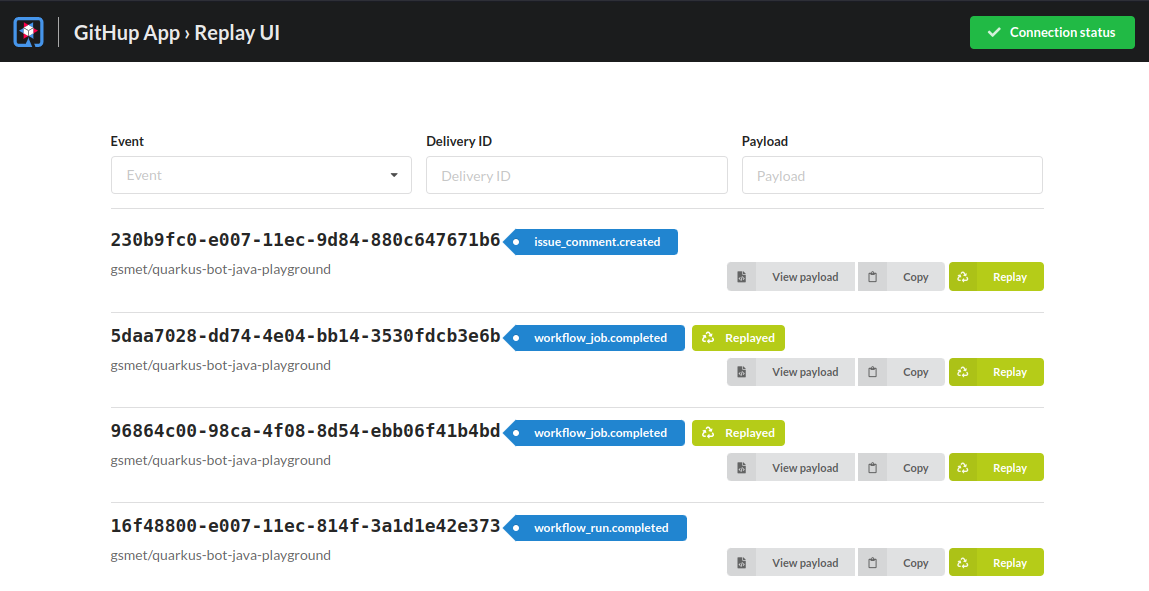 GitHup App › Replay UI
Connection status
Event
Delivery ID
Payload
Event
Delivery ID
Payload
230b9fc0-e007-11ec-9d84-880c647671b6
issue_comment.created
gsmet/quarkus-bot-java-playground
View payload
Copy
Replay
5daa7028-dd74-4e04-bb14-3530fdcb3e6b
workflow_job.completed
Replayed
gsmet/quarkus-bot-java-playground
View payload
Copy
Replay
96864c00-98ca-4f08-8d54-ebb06f41b4bd
workflow_job.completed
Replayed
gsmet/quarkus-bot-java-playground
View payload
Copy
Replay
16f48800-e007-11ec-814f-3a1d1e42e373
workflow_run.completed
gsmet/quarkus-bot-java-playground
View payload
Copy
Replay